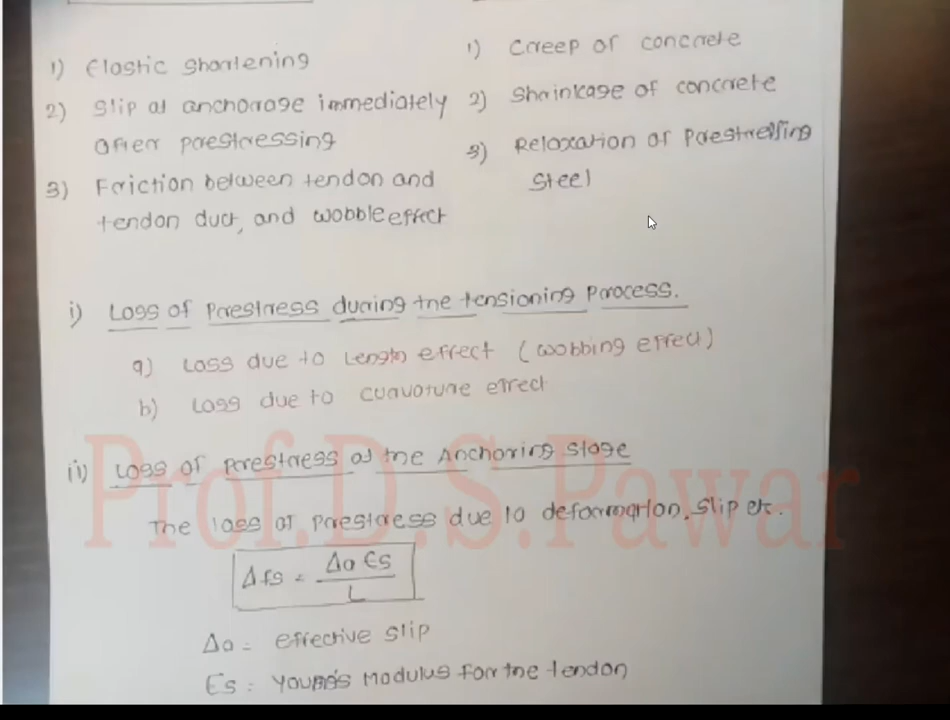 1) Elastic shortening
2) Slip at anchorage immediately
after prestressing
3) Friction between tendon and
tendon duct, and wobble effect
1) Creep of concrete
2) Shrinkage of concrete
3) Relaxation of Prestressing
Steel
i) Loss of Prestress during the tensioning Process.
a) Loss due to Length effect (wobbing effect)
b) Loss due to curvature effect
ii) Loss of prestress at the Anchoring stage
The loss of Prestress due to deformation, slip etc.
Δfs = Δa Es / L
Δa = effective slip
Es = Young's Modulus for the tendon
Prof.D.S.Pawar